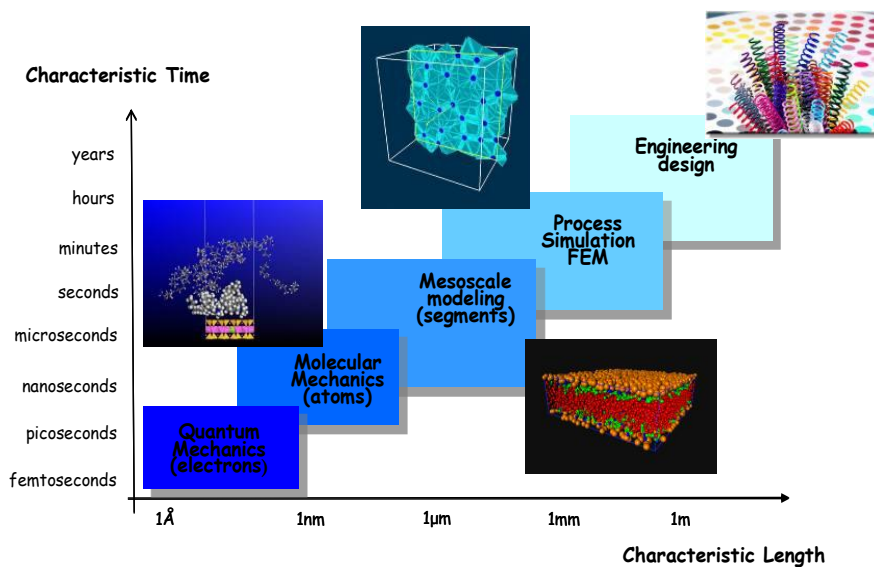 Characteristic Time
years
hours
minutes
seconds
microseconds
nanoseconds
picoseconds
femtoseconds
Engineering
design
Process
Simulation
FEM
Mesoscale
modeling
(segments)
Molecular
Mechanics
(atoms)
Quantum
Mechanics
(electrons)
1Å
1nm
1μm
1mm
1m
Characteristic Length